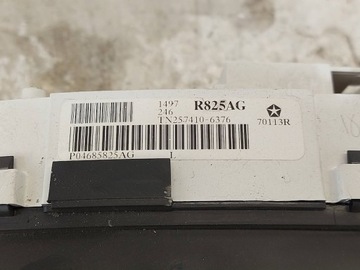 1497 R825AG
246
TN257410-6376 70113R
P04685825AG L